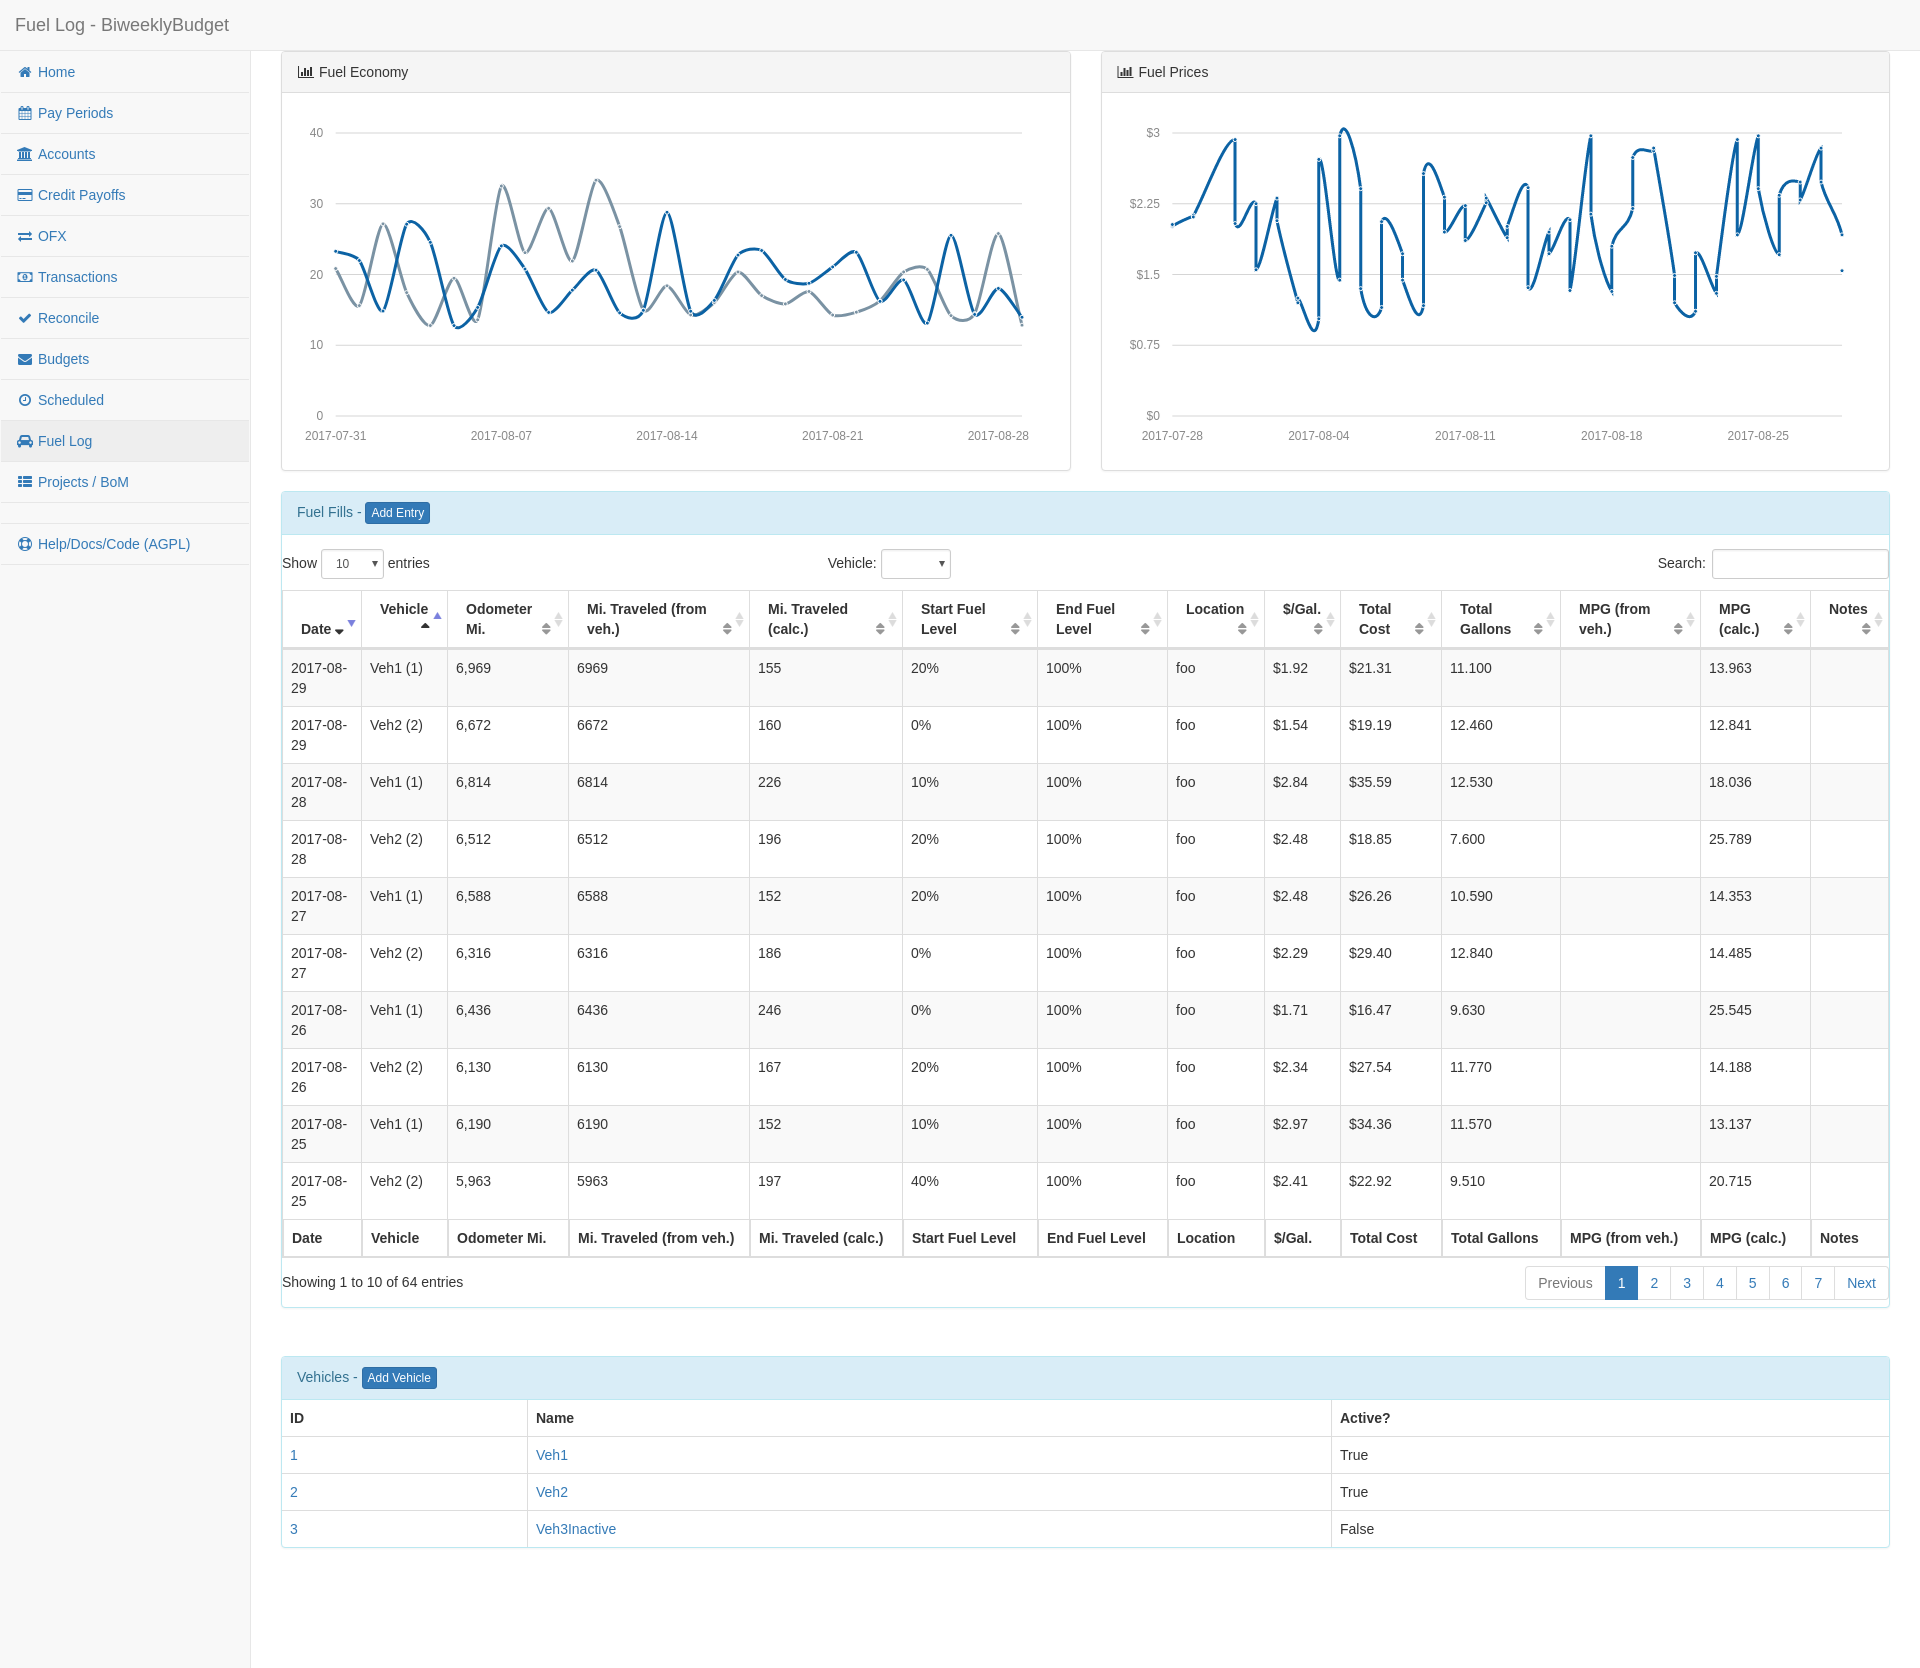 Fuel Log - BiweeklyBudget
Home
Pay Periods
Accounts
Credit Payoffs
OFX
Transactions
Reconcile
Budgets
Scheduled
Fuel Log
Projects / BoM
Help/Docs/Code (AGPL)
Fuel Economy
40
30
20
10
0
2017-07-31 2017-08-07 2017-08-14 2017-08-21 2017-08-28
Fuel Prices
$3
$2.25
$1.5
$0.75
$0
2017-07-28 2017-08-04 2017-08-11 2017-08-18 2017-08-25
Fuel Fills - Add Entry
Show 10 entries Vehicle: Search:
Date Vehicle Odometer Mi. Mi. Traveled (from veh.) Mi. Traveled (calc.) Start Fuel Level End Fuel Level Location $/Gal. Total Cost Total Gallons MPG (from veh.) MPG (calc.) Notes
2017-08-29 Veh1 (1) 6,969 6969 155 20% 100% foo $1.92 $21.31 11.100 13.963
2017-08-29 Veh2 (2) 6,672 6672 160 0% 100% foo $1.54 $19.19 12.460 12.841
2017-08-28 Veh1 (1) 6,814 6814 226 10% 100% foo $2.84 $35.59 12.530 18.036
2017-08-28 Veh2 (2) 6,512 6512 196 20% 100% foo $2.48 $18.85 7.600 25.789
2017-08-27 Veh1 (1) 6,588 6588 152 20% 100% foo $2.48 $26.26 10.590 14.353
2017-08-27 Veh2 (2) 6,316 6316 186 0% 100% foo $2.29 $29.40 12.840 14.485
2017-08-26 Veh1 (1) 6,436 6436 246 0% 100% foo $1.71 $16.47 9.630 25.545
2017-08-26 Veh2 (2) 6,130 6130 167 20% 100% foo $2.34 $27.54 11.770 14.188
2017-08-25 Veh1 (1) 6,190 6190 152 10% 100% foo $2.97 $34.36 11.570 13.137
2017-08-25 Veh2 (2) 5,963 5963 197 40% 100% foo $2.41 $22.92 9.510 20.715
Date Vehicle Odometer Mi. Mi. Traveled (from veh.) Mi. Traveled (calc.) Start Fuel Level End Fuel Level Location $/Gal. Total Cost Total Gallons MPG (from veh.) MPG (calc.) Notes
Showing 1 to 10 of 64 entries Previous 1 2 3 4 5 6 7 Next
Vehicles - Add Vehicle
ID Name Active?
1 Veh1 True
2 Veh2 True
3 Veh3Inactive False